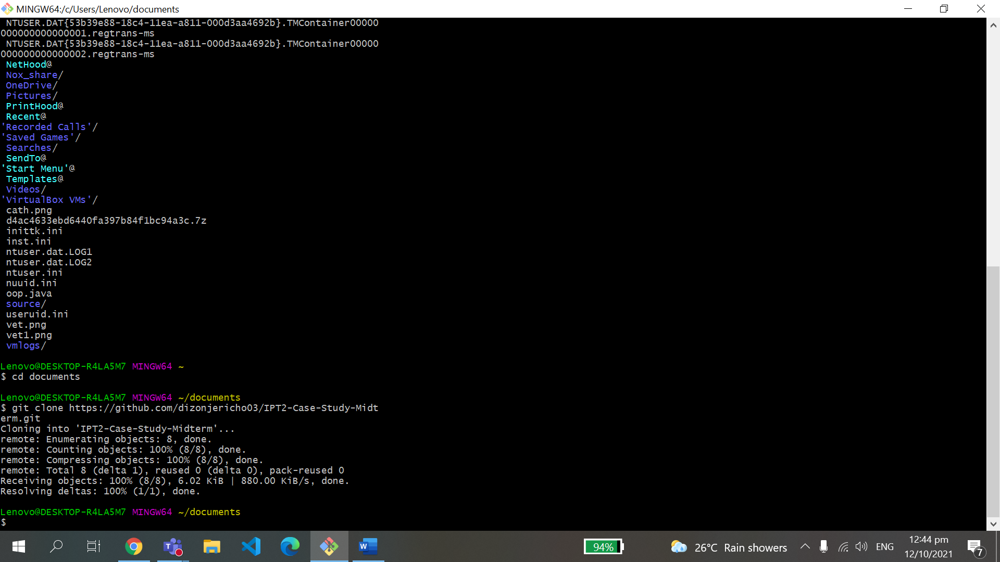 MINGW64:/c/Users/Lenovo/documents
NTUSER.DAT{53b39e88-18c4-11ea-a811-000d3aa4692b}.TMContainer00000
000000000000001.regtrans-ms
NTUSER.DAT{53b39e88-18c4-11ea-a811-000d3aa4692b}.TMContainer00000
000000000000002.regtrans-ms
NetHood@
Nox_share/
OneDrive/
Pictures/
PrintHood@
Recent@
'Recorded Calls'/
'Saved Games'/
Searches/
SendTo@
'Start Menu'@
Templates@
Videos/
'VirtualBox VMs'/
cath.png
d4ac4633ebd6440fa397b84f1bc94a3c.7z
inittk.ini
inst.ini
ntuser.dat.LOG1
ntuser.dat.LOG2
ntuser.ini
nuuid.ini
oop.java
source/
useruid.ini
vet.png
vet1.png
vmlogs/
Lenovo@DESKTOP-R4LA5M7 MINGW64 ~
$ cd documents
Lenovo@DESKTOP-R4LA5M7 MINGW64 ~/documents
$ git clone https://github.com/dizonjericho03/IPT2-Case-Study-Midt
erm.git
Cloning into 'IPT2-Case-Study-Midterm'...
remote: Enumerating objects: 8, done.
remote: Counting objects: 100% (8/8), done.
remote: Compressing objects: 100% (8/8), done.
remote: Total 8 (delta 1), reused 0 (delta 0), pack-reused 0
Receiving objects: 100% (8/8), 6.02 KiB | 880.00 KiB/s, done.
Resolving deltas: 100% (1/1), done.
Lenovo@DESKTOP-R4LA5M7 MINGW64 ~/documents
$
94% 26°C Rain showers ENG 12:44 pm
12/10/2021 7